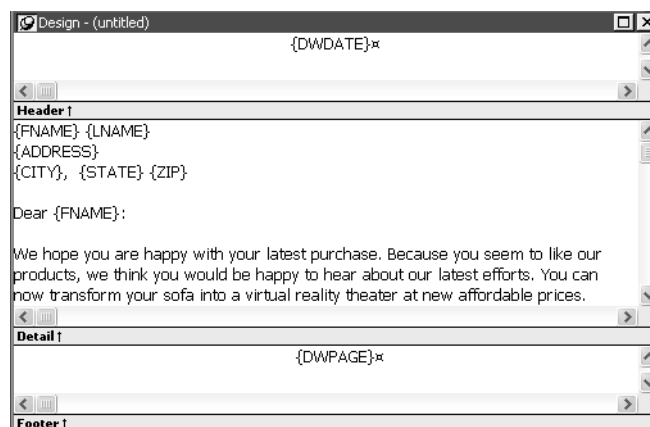 Design - (untitled)
{DWDATE}¤
Header ↑
{FNAME} {LNAME}
{ADDRESS}
{CITY}, {STATE} {ZIP}
Dear {FNAME}:
We hope you are happy with your latest purchase. Because you seem to like our
products, we think you would be happy to hear about our latest efforts. You can
now transform your sofa into a virtual reality theater at new affordable prices.
Detail ↑
{DWPAGE}¤
Footer ↑